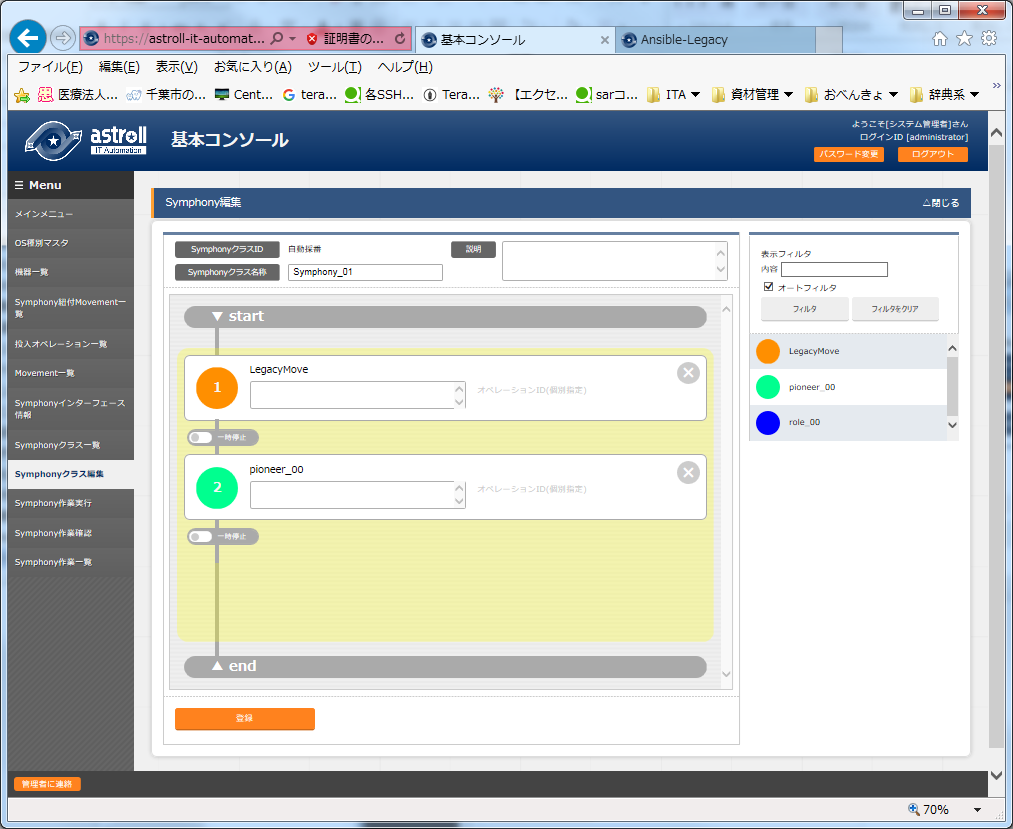 https://astroll-it-automat...
証明書の...
基本コンソール
Ansible-Legacy
ファイル(F) 編集(E) 表示(V) お気に入り(A) ツール(T) ヘルプ(H)
医療法人... 千葉市の... Cent... tera... 各SSH... Tera... 【エクセ... sarコ... ITA 資材管理 おべんきょ 辞典系
astroll
IT Automation
基本コンソール
ようこそ[システム管理者]さん
ログインID [administrator]
パスワード変更 ログアウト
Menu
メインメニュー
OS種別マスタ
機器一覧
Symphony紐付Movement一
覧
投入オペレーション一覧
Movement一覧
Symphonyインターフェース
情報
Symphonyクラス一覧
Symphonyクラス編集
Symphony作業実行
Symphony作業確認
Symphony作業一覧
Symphony編集
△閉じる
SymphonyクラスID 自動採番 説明
Symphonyクラス名称 Symphony_01
▼ start
1
LegacyMove
オペレーションID(個別指定)
一時停止
2
pioneer_00
オペレーションID(個別指定)
一時停止
▲ end
登録
表示フィルタ
内容
オートフィルタ
フィルタ フィルタをクリア
LegacyMove
pioneer_00
role_00
管理者に連絡
70%